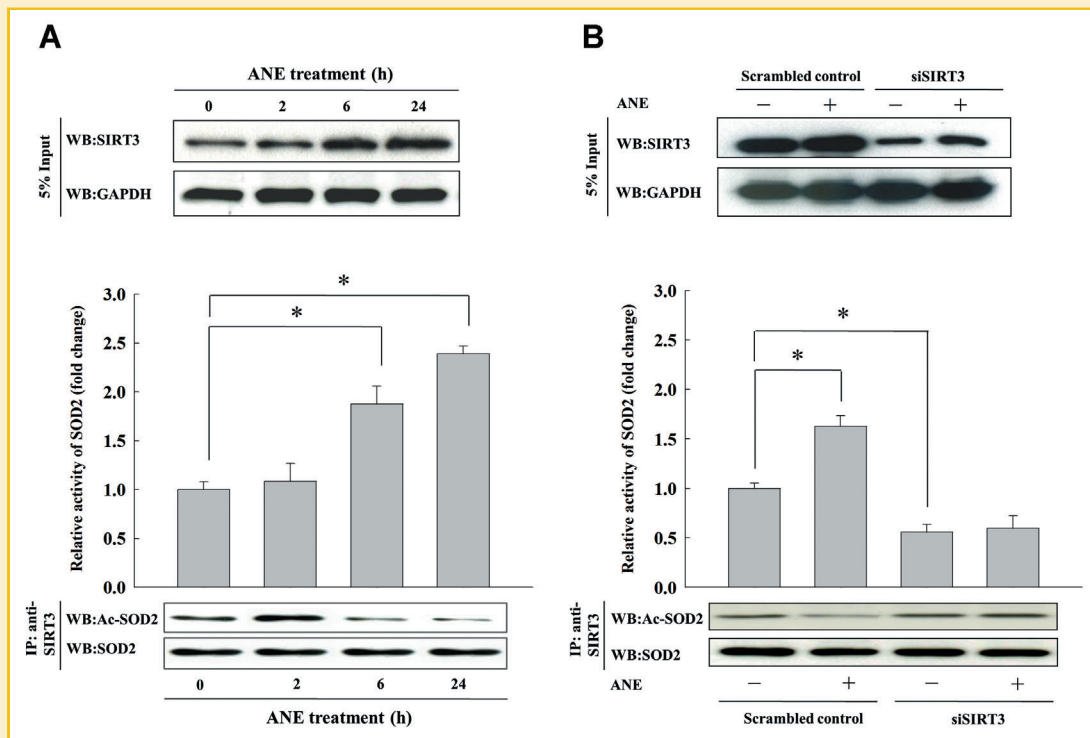 A
ANE treatment (h)
0 2 6 24
5% Input
WB:SIRT3
WB:GAPDH
Relative activity of SOD2 (fold change)
3.0
2.5
2.0
1.5
1.0
0.5
0.0
*
*
IP: anti-
SIRT3
WB:Ac-SOD2
WB:SOD2
0 2 6 24
ANE treatment (h)
B
Scrambled control siSIRT3
ANE − + − +
5% Input
WB:SIRT3
WB:GAPDH
Relative activity of SOD2 (fold change)
3.0
2.5
2.0
1.5
1.0
0.5
0.0
*
*
IP: anti-
SIRT3
WB:Ac-SOD2
WB:SOD2
ANE − + − +
Scrambled control siSIRT3